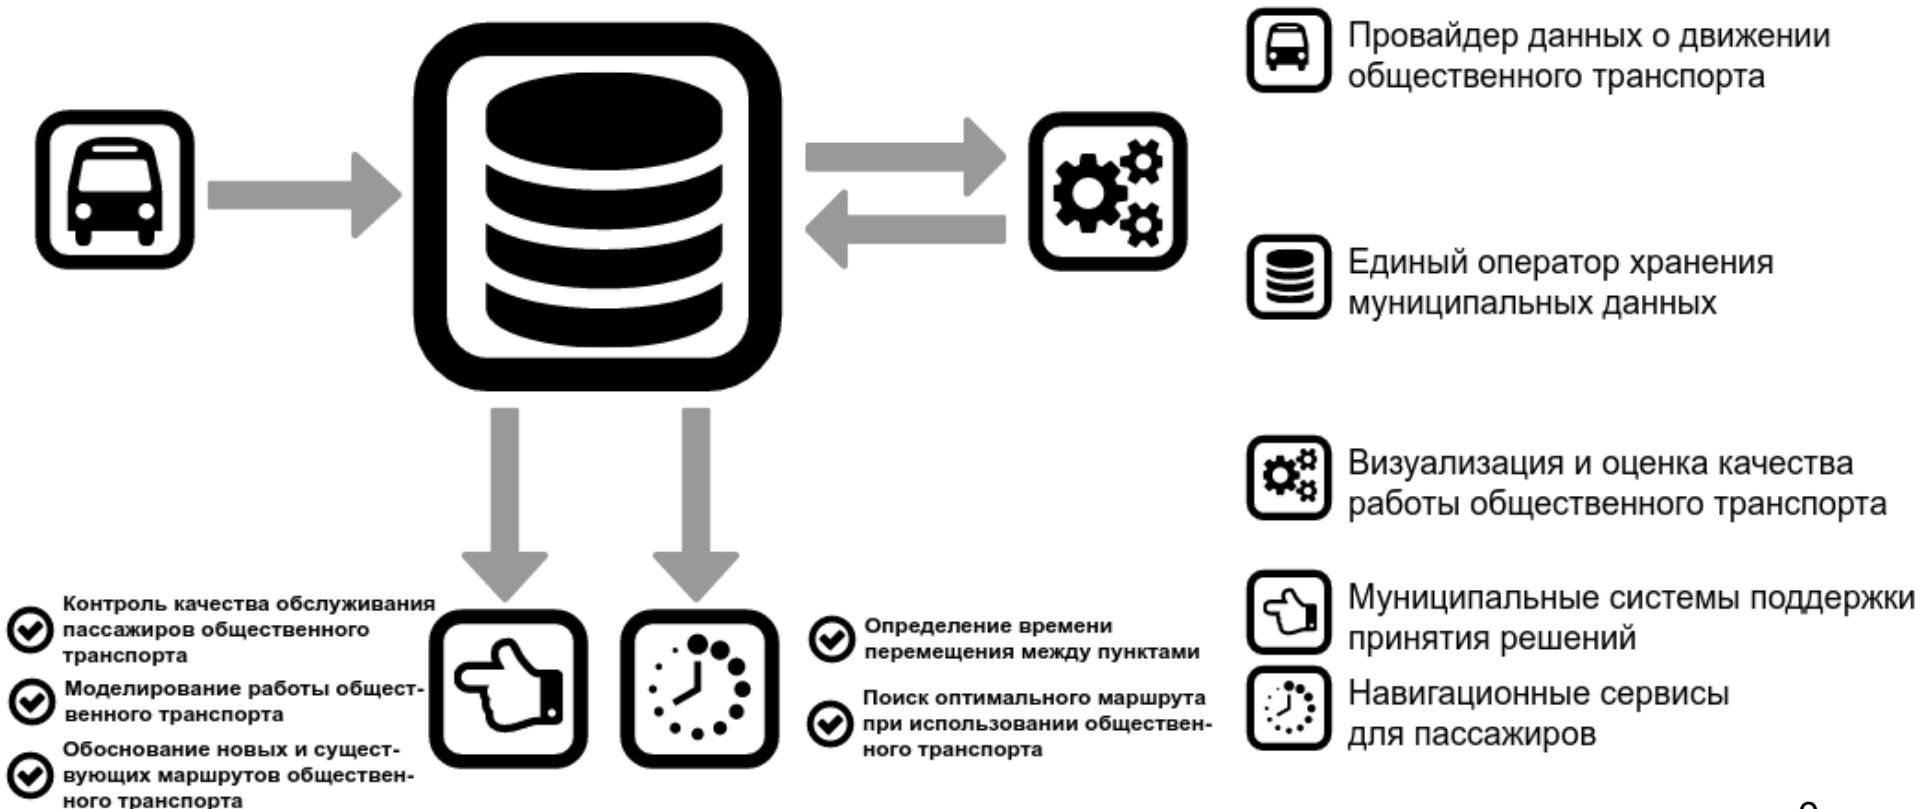 Провайдер данных о движении
общественного транспорта
Единый оператор хранения
муниципальных данных
Визуализация и оценка качества
работы общественного транспорта
Муниципальные системы поддержки
принятия решений
Навигационные сервисы
для пассажиров
Контроль качества обслуживания
пассажиров общественного
транспорта
Моделирование работы общест-
венного транспорта
Обоснование новых и сущест-
вующих маршрутов обществен-
ного транспорта
Определение времени
перемещения между пунктами
Поиск оптимального маршрута
при использовании обществен-
ного транспорта